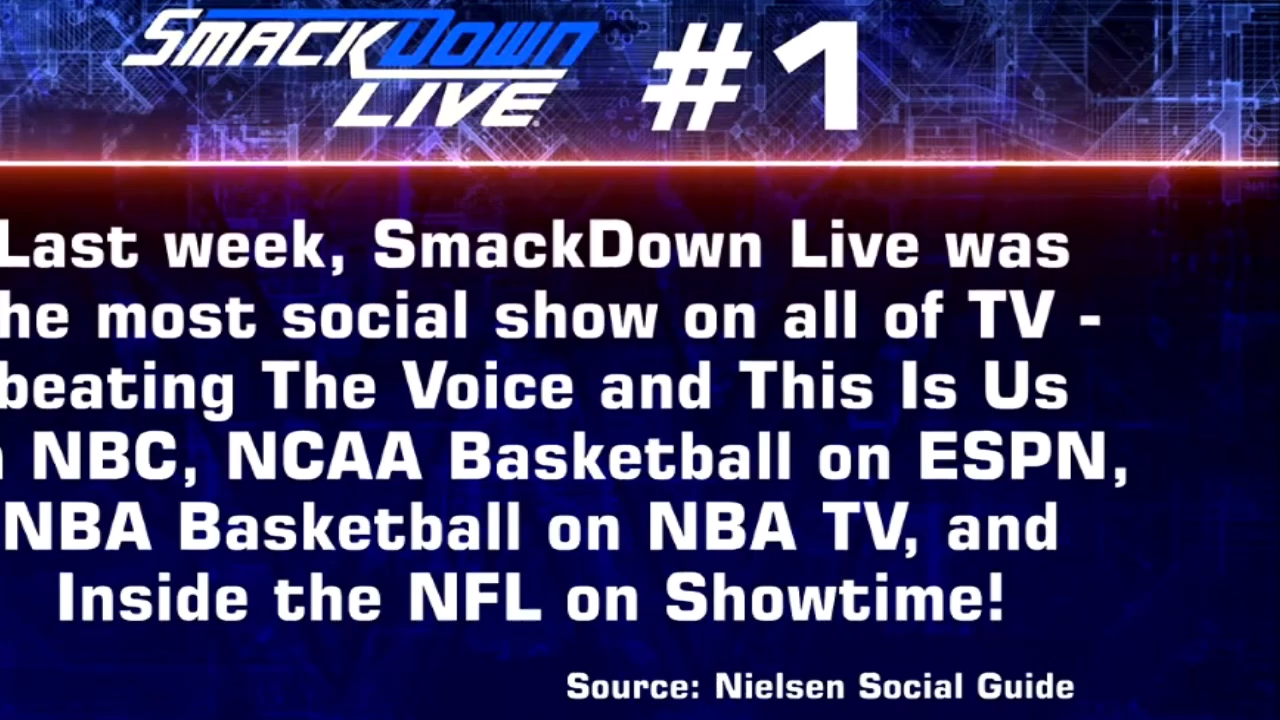 SMACKDOWN LIVE #1
Last week, SmackDown Live was
he most social show on all of TV -
beating The Voice and This Is Us
NBC, NCAA Basketball on ESPN,
NBA Basketball on NBA TV, and
Inside the NFL on Showtime!
Source: Nielsen Social Guide